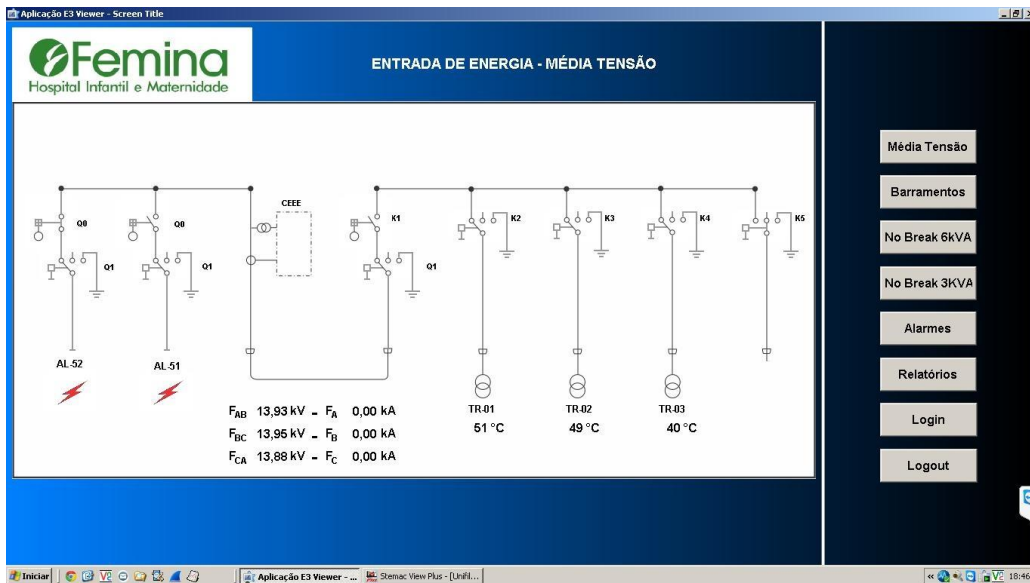 Aplicação E3 Viewer - Screen Title
Femina
Hospital Infantil e Maternidade
ENTRADA DE ENERGIA - MÉDIA TENSÃO
Média Tensão
Barramentos
No Break 6kVA
No Break 3KVA
Alarmes
Relatórios
Login
Logout
CEEE
Q0
Q0
K1
K2
K3
K4
K5
Q1
Q1
Q1
AL-52
AL-51
FAB 13,93 kV - FA 0,00 kA
FBC 13,95 kV - FB 0,00 kA
FCA 13,88 kV - FC 0,00 kA
TR-01
TR-02
TR-03
51 °C
49 °C
40 °C
Iniciar
Aplicação E3 Viewer - ...
Stemac View Plus - [Unifil...
18:46